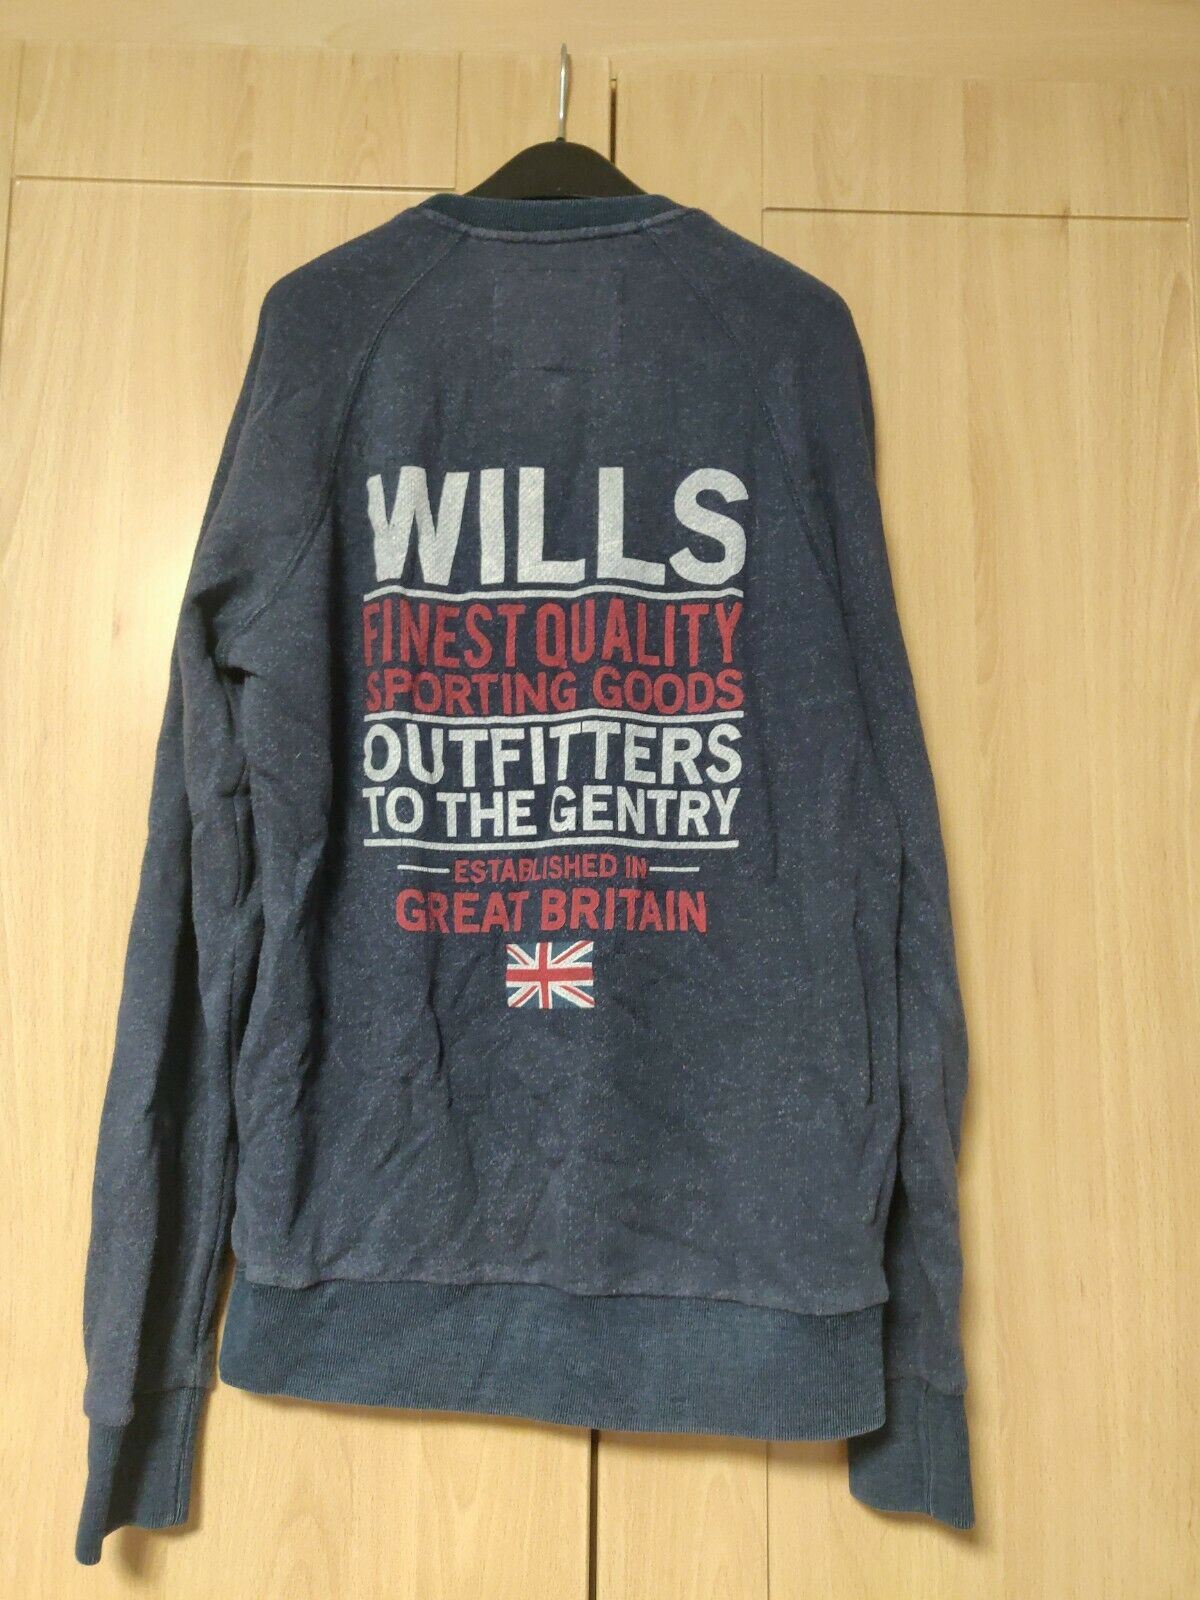 WILLS
FINEST QUALITY
SPORTING GOODS
OUTFITTERS
TO THE GENTRY
ESTABLISHED IN
GREAT BRITAIN